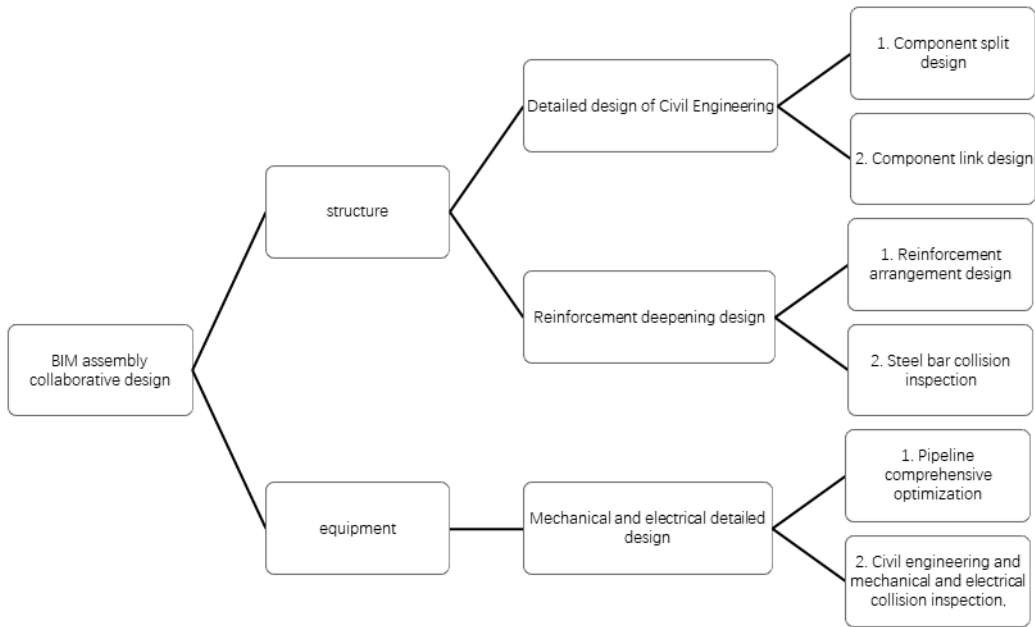 BIM assembly
collaborative design
structure
equipment
Detailed design of Civil Engineering
Reinforcement deepening design
Mechanical and electrical detailed
design
1. Component split
design
2. Component link design
1. Reinforcement
arrangement design
2. Steel bar collision
inspection
1. Pipeline
comprehensive
optimization
2. Civil engineering and
mechanical and electrical
collision inspection.